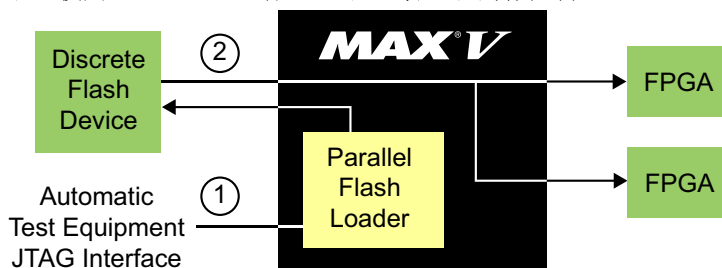 Discrete
Flash
Device
2
MAX® V
FPGA
Parallel
Flash
Loader
FPGA
Automatic
Test Equipment
JTAG Interface
1